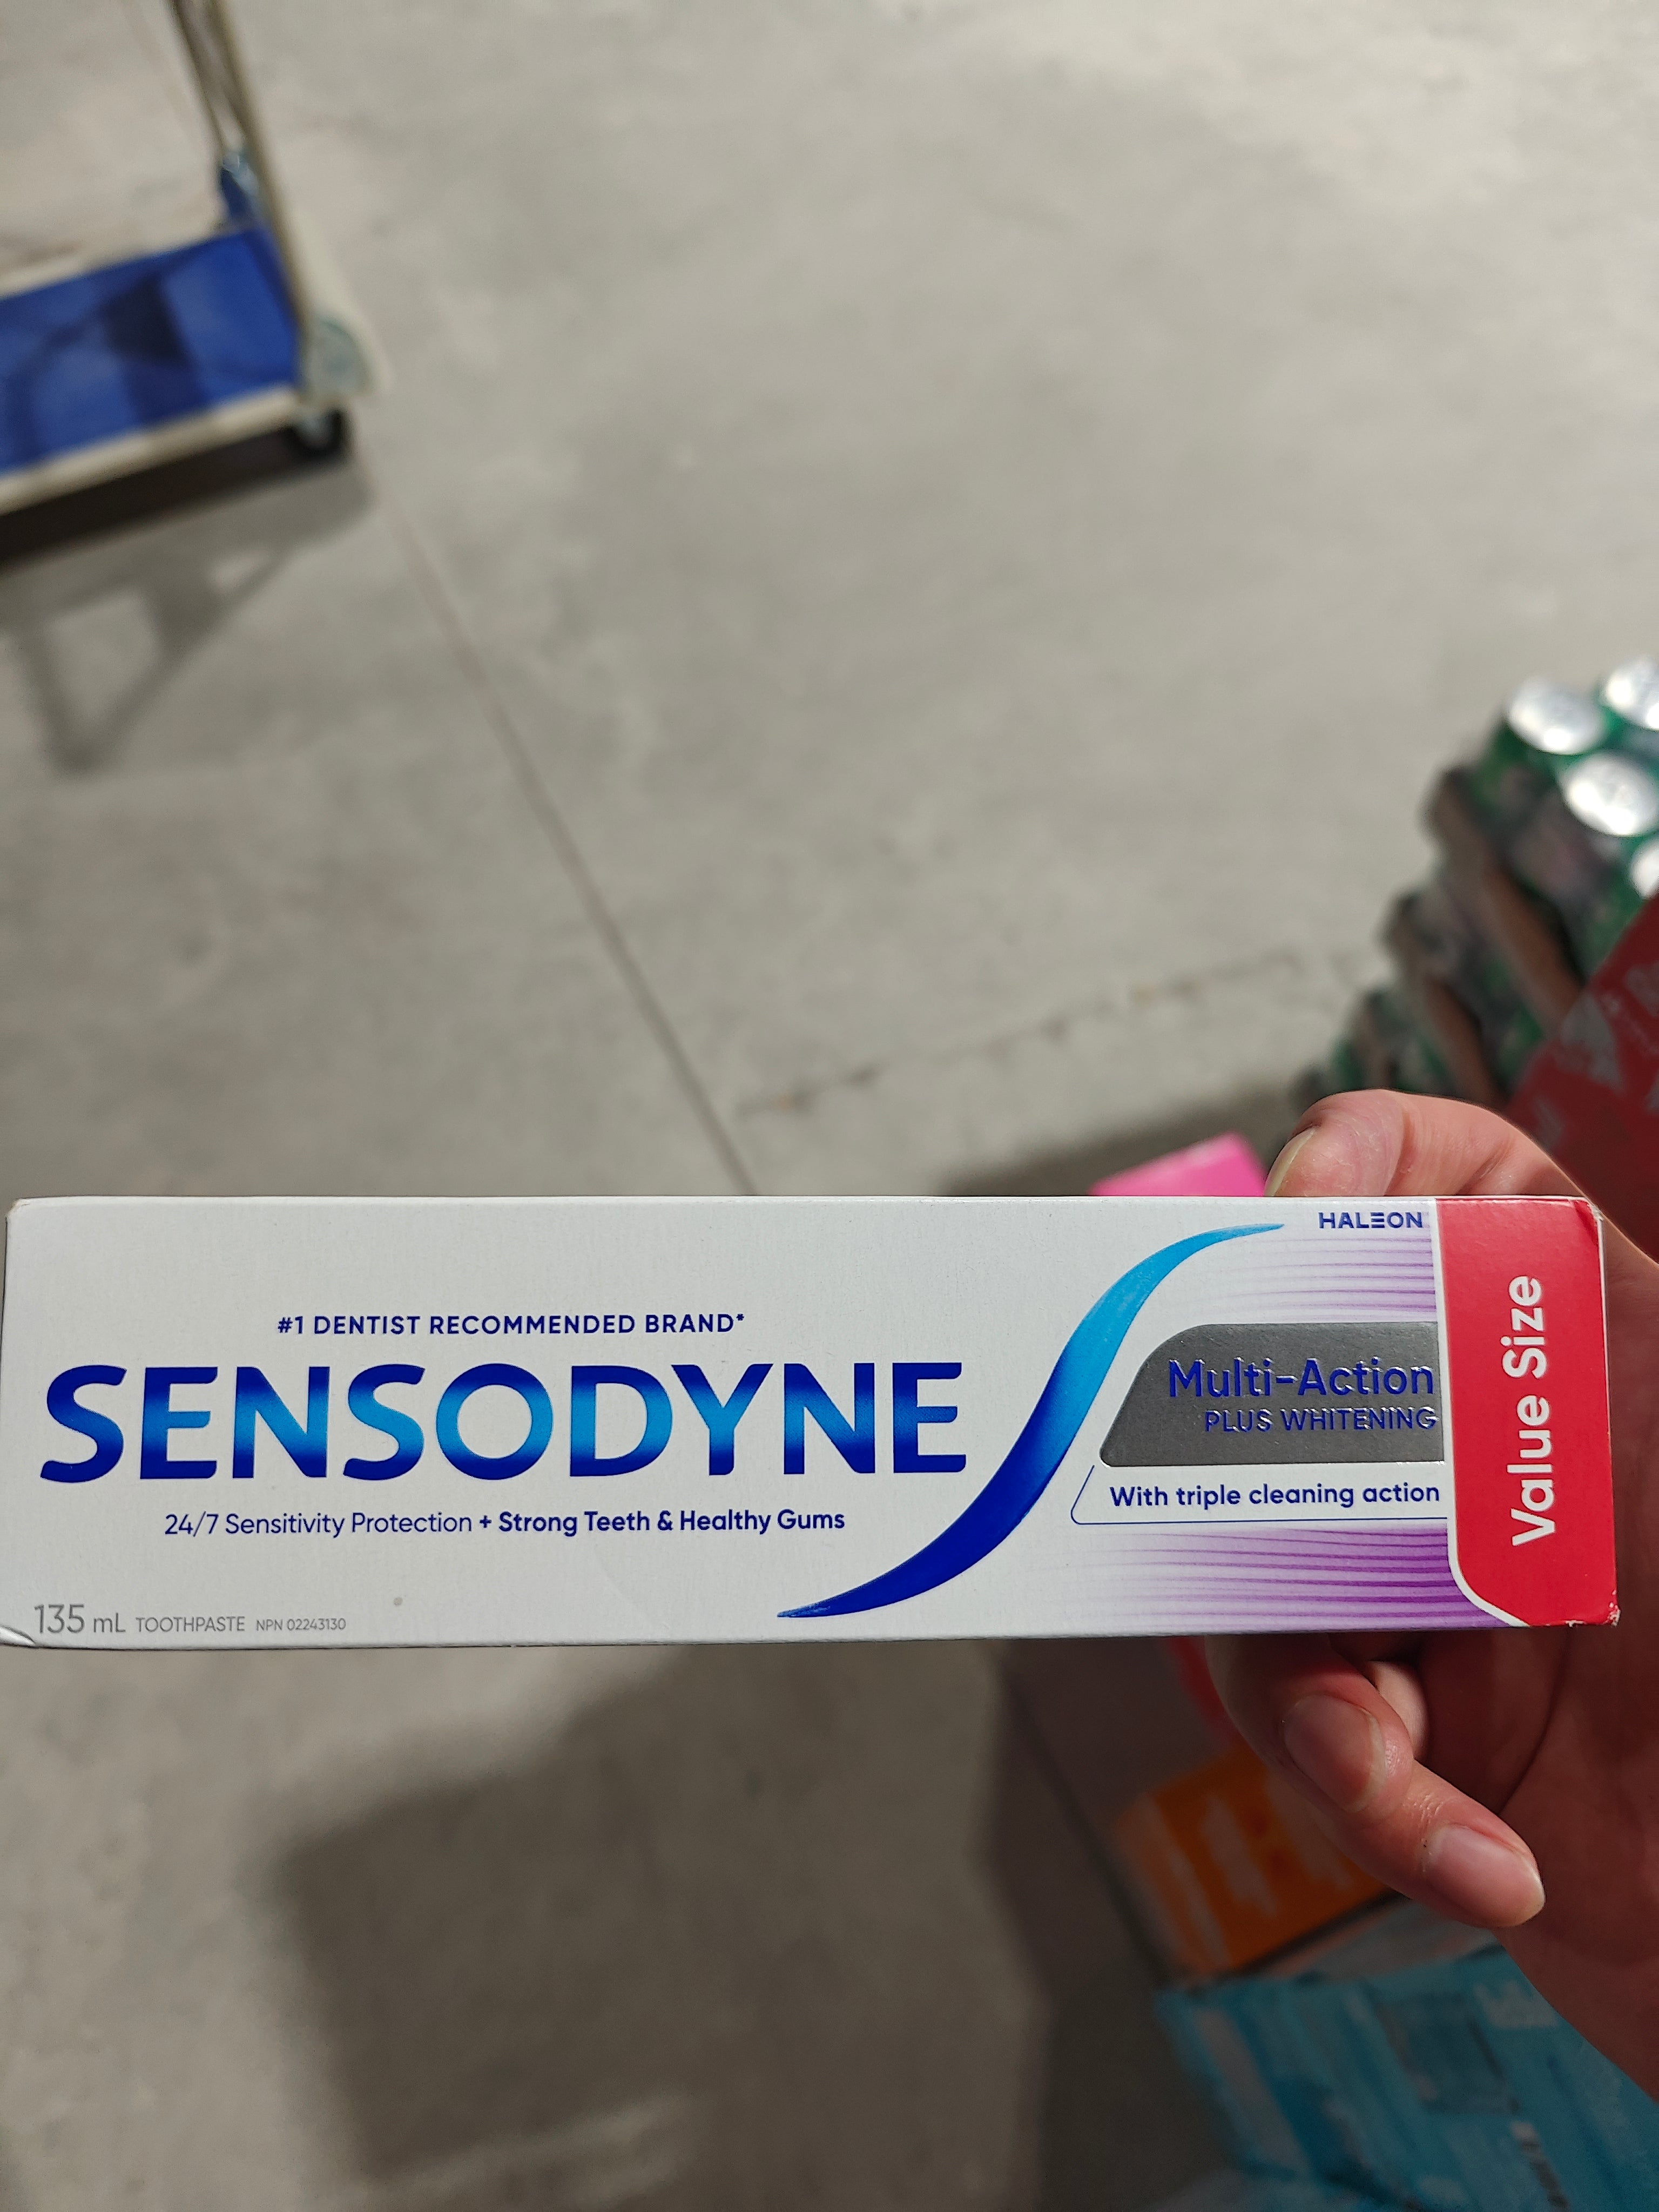 HALEON
#1 DENTIST RECOMMENDED BRAND*
SENSODYNE
24/7 Sensitivity Protection + Strong Teeth & Healthy Gums
Multi-Action
PLUS WHITENING
With triple cleaning action
Value Size
135 mL TOOTHPASTE NPN 02243130